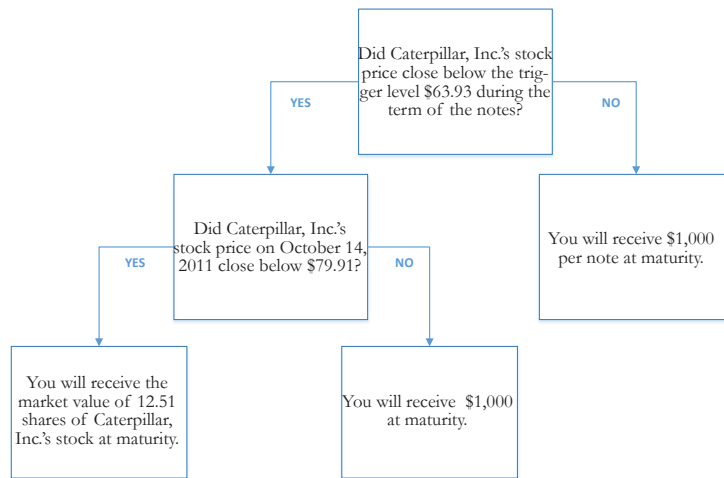 Did Caterpillar, Inc.'s stock
price close below the trig-
ger level $63.93 during the
term of the notes?
YES
NO
Did Caterpillar, Inc.'s
stock price on October 14,
2011 close below $79.91?
You will receive $1,000
per note at maturity.
YES
NO
You will receive the
market value of 12.51
shares of Caterpillar,
Inc.'s stock at maturity.
You will receive $1,000
at maturity.